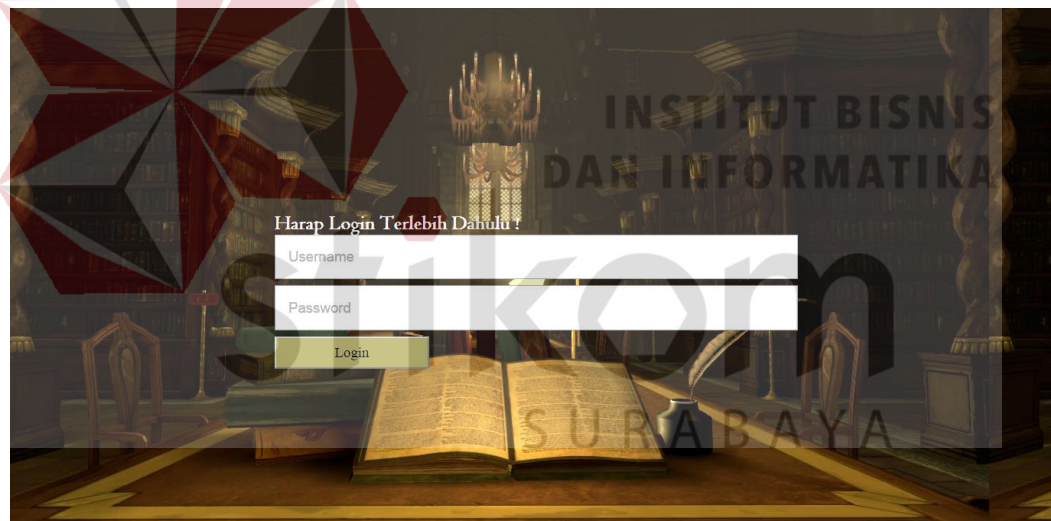 INSTITUT BISNIS
DAN INFORMATIKA
Harap Login Terlebih Dahulu !
Username
stikom
Password
Login
SURABAYA